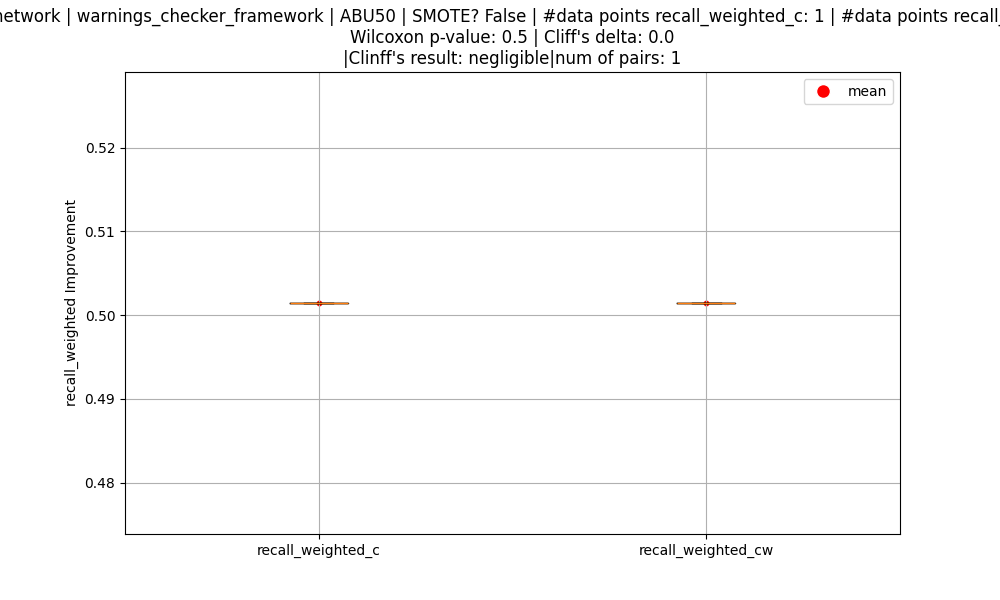 network | warnings_checker_framework | ABU50 | SMOTE? False | #data points recall_weighted_c: 1 | #data points recall_
Wilcoxon p-value: 0.5 | Cliff's delta: 0.0
|Clinff's result: negligible|num of pairs: 1
mean
0.52
0.51
0.50
0.49
0.48
recall_weighted Improvement
recall_weighted_c
recall_weighted_cw